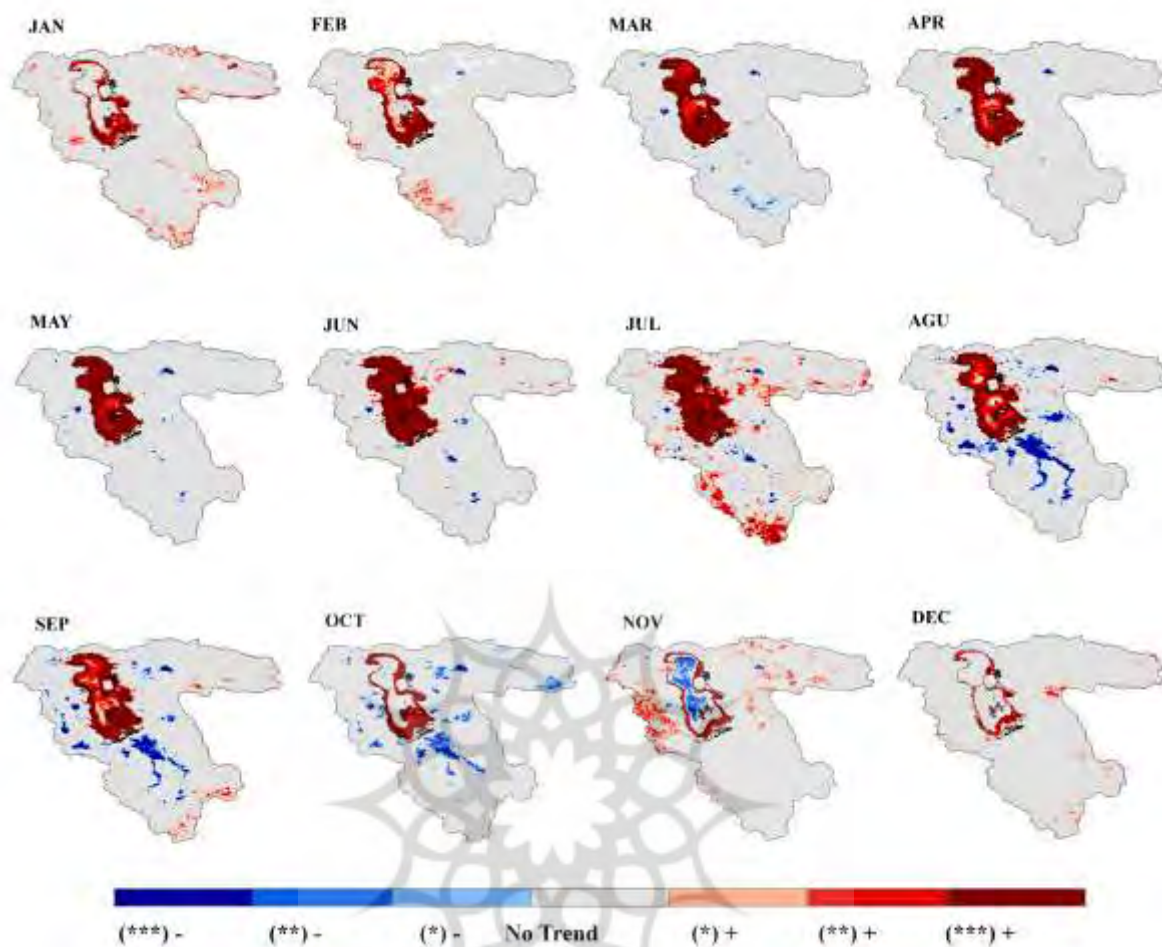 JAN FEB MAR APR
MAY JUN JUL AGU
SEP OCT NOV DEC
(***) - (**) - (*) - No Trend (*) + (**) + (***) +